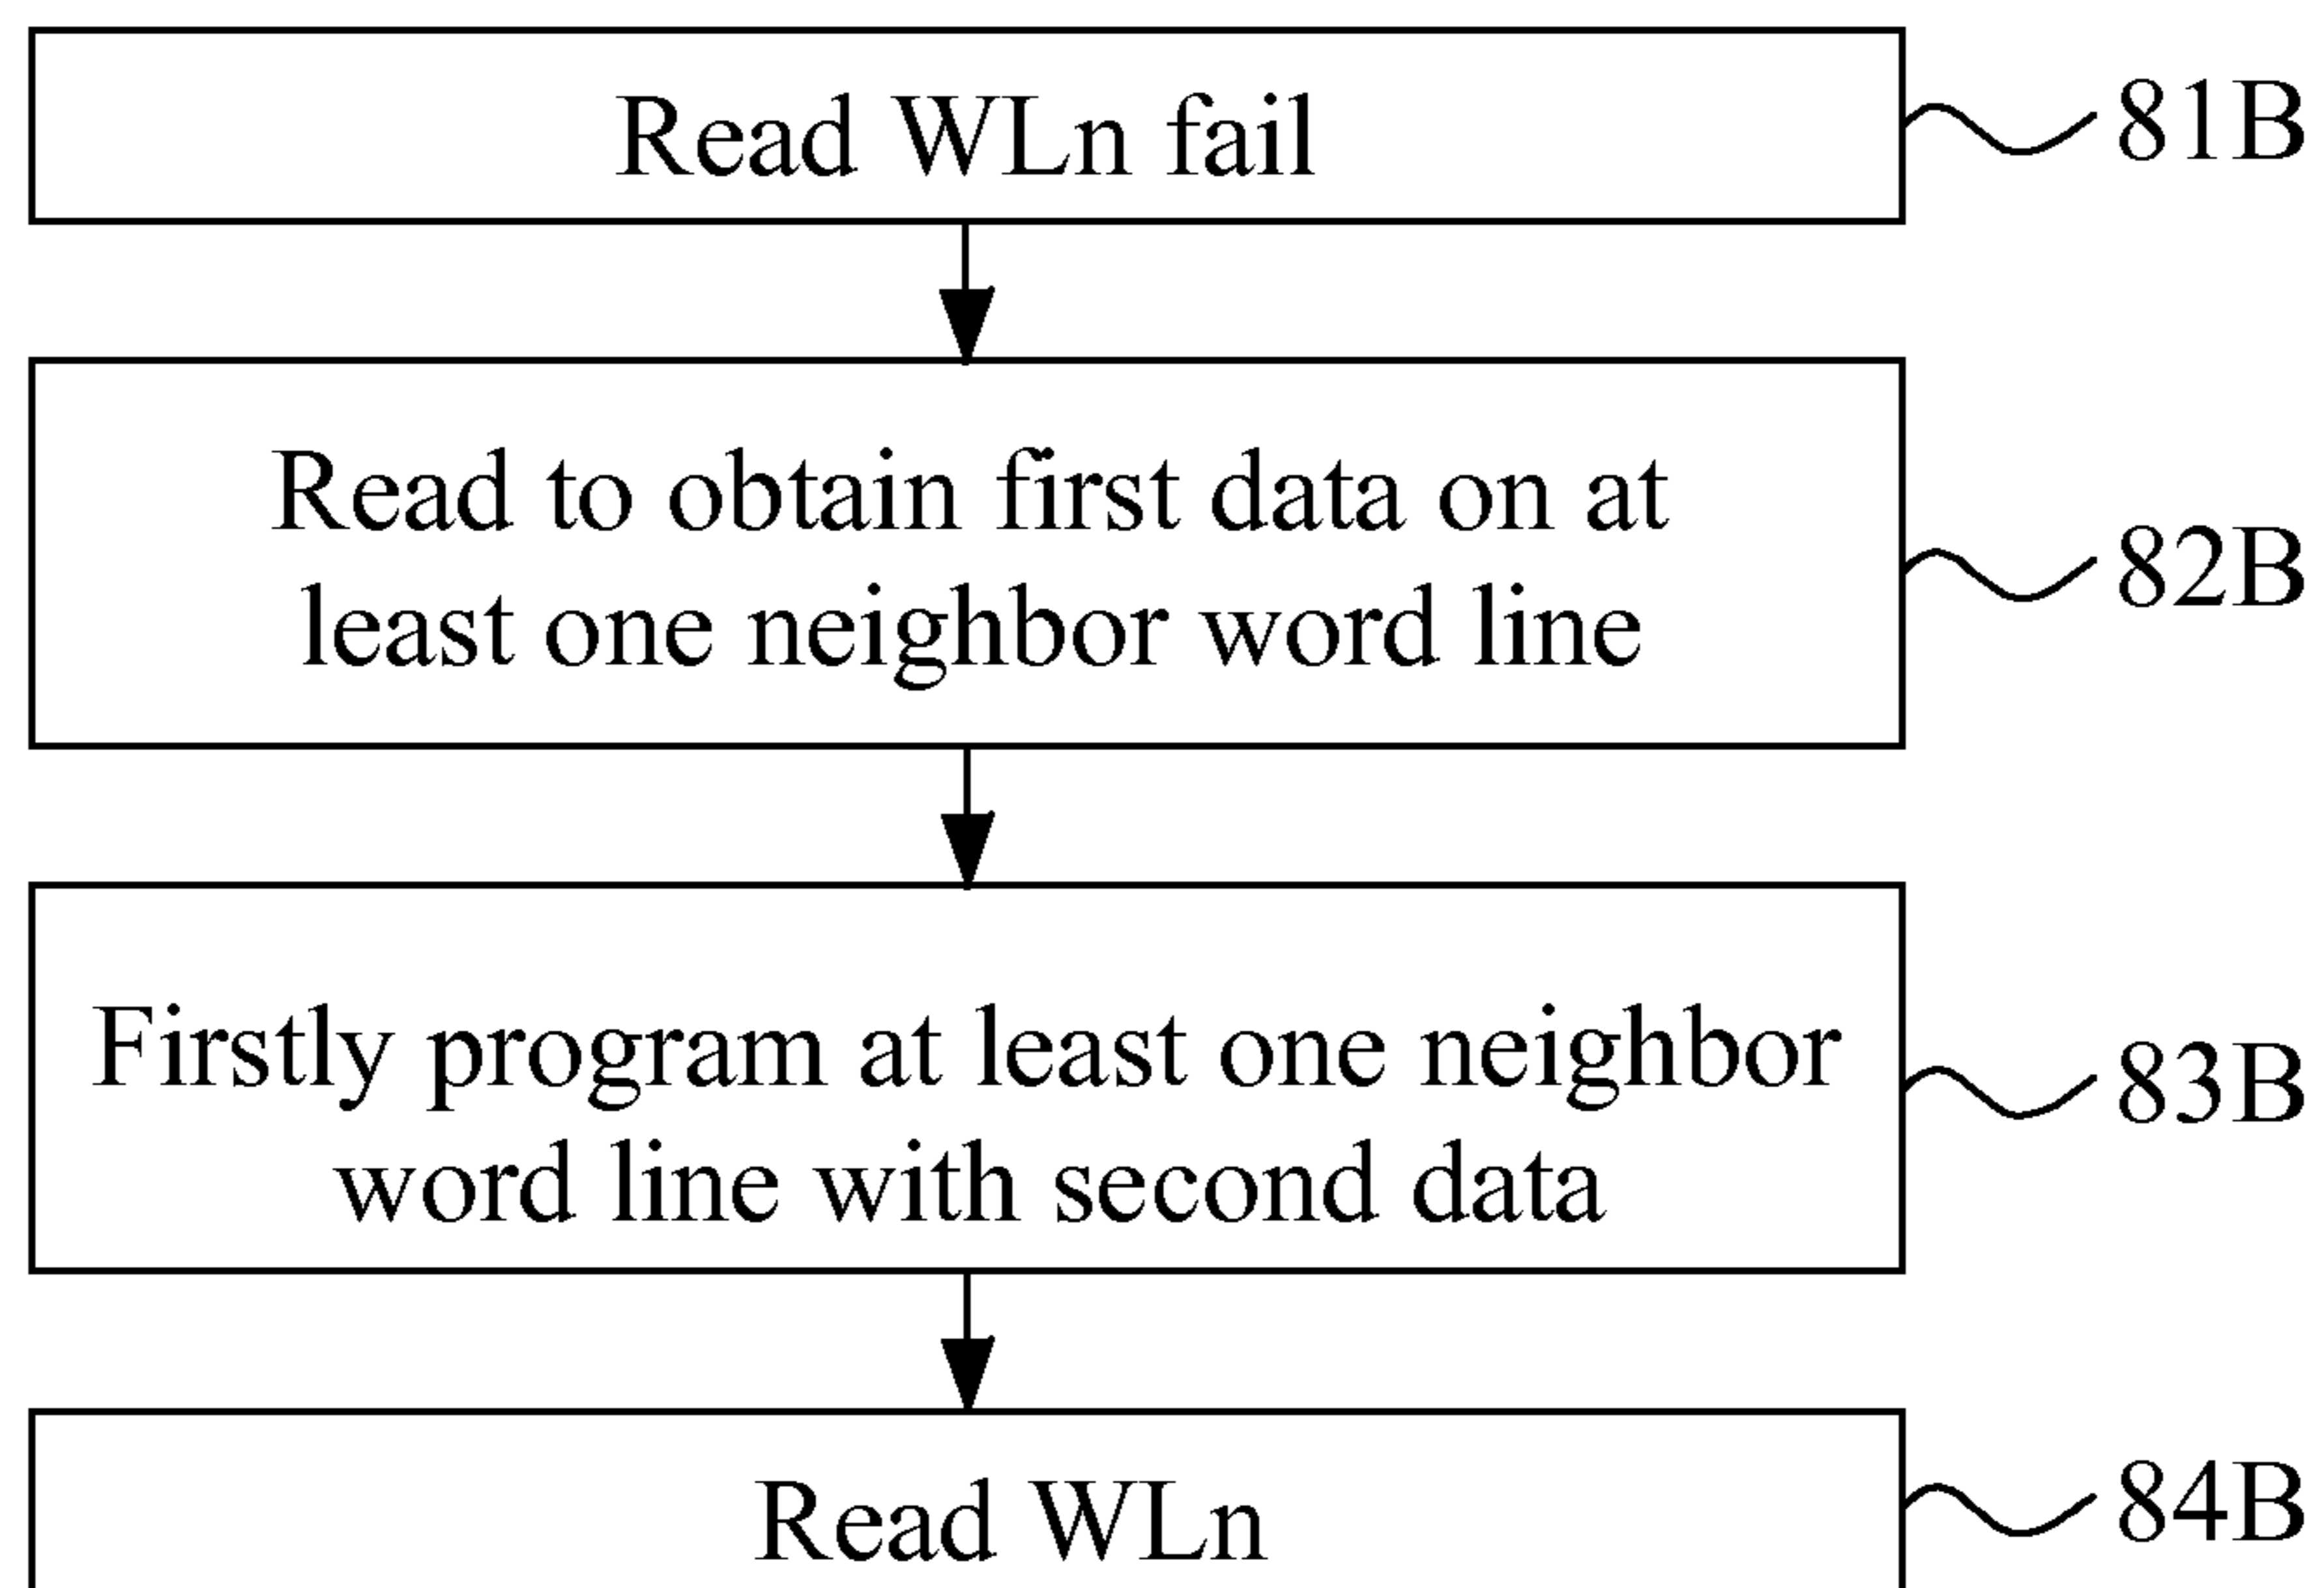 Read WLn fail
81B
Read to obtain first data on at
least one neighbor word line
82B
Firstly program at least one neighbor
word line with second data
83B
Read WLn
84B